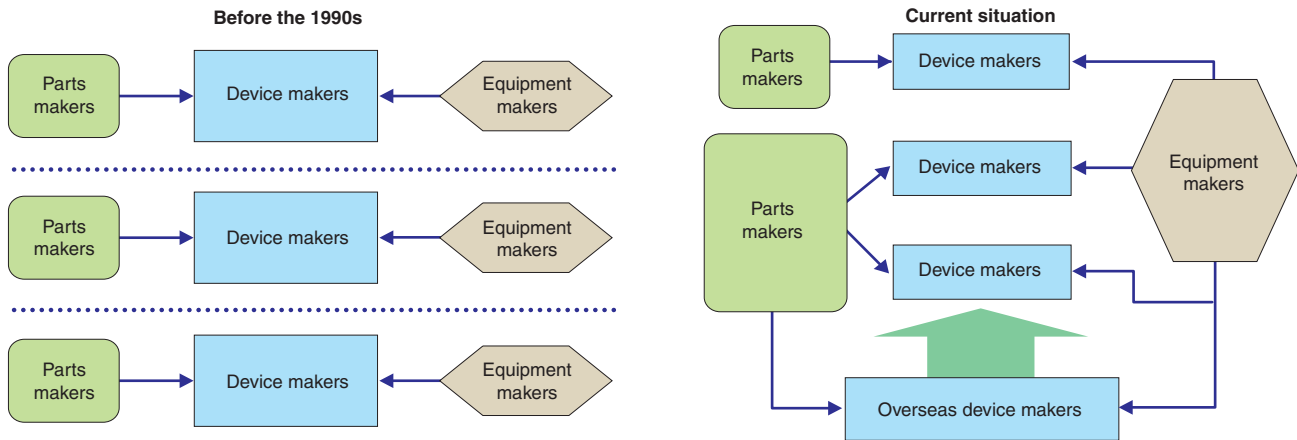 Before the 1990s
Parts
makers
Device makers
Equipment
makers
Parts
makers
Device makers
Equipment
makers
Parts
makers
Device makers
Equipment
makers
Current situation
Parts
makers
Device makers
Device makers
Equipment
makers
Parts
makers
Device makers
Overseas device makers